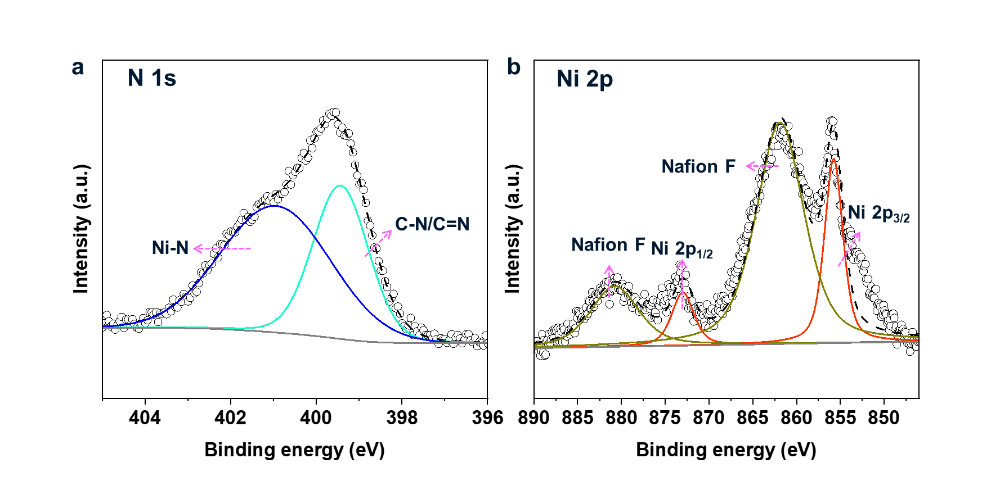 a
N 1s
Ni-N
C-N/C=N
Intensity (a.u.)
404 402 400 398 396
Binding energy (eV)
b
Ni 2p
Nafion F
Ni 2p3/2
Nafion F
Ni 2p1/2
Intensity (a.u.)
890 885 880 875 870 865 860 855 850
Binding energy (eV)